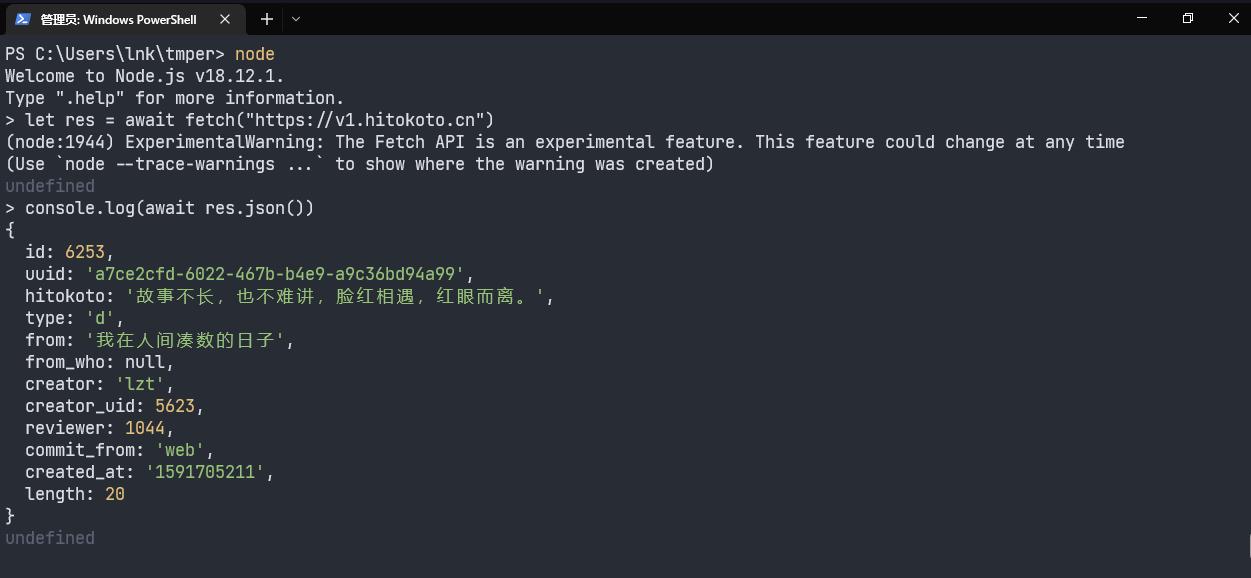 管理员: Windows PowerShell
PS C:\Users\lnk\tmper> node
Welcome to Node.js v18.12.1.
Type ".help" for more information.
> let res = await fetch("https://v1.hitokoto.cn")
(node:1944) ExperimentalWarning: The Fetch API is an experimental feature. This feature could change at any time
(Use `node --trace-warnings ...` to show where the warning was created)
undefined
> console.log(await res.json())
{
  id: 6253,
  uuid: 'a7ce2cfd-6022-467b-b4e9-a9c36bd94a99',
  hitokoto: '故事不长，也不难讲，脸红相遇，红眼而离。',
  type: 'd',
  from: '我在人间凑数的日子',
  from_who: null,
  creator: 'lzt',
  creator_uid: 5623,
  reviewer: 1044,
  commit_from: 'web',
  created_at: '1591705211',
  length: 20
}
undefined